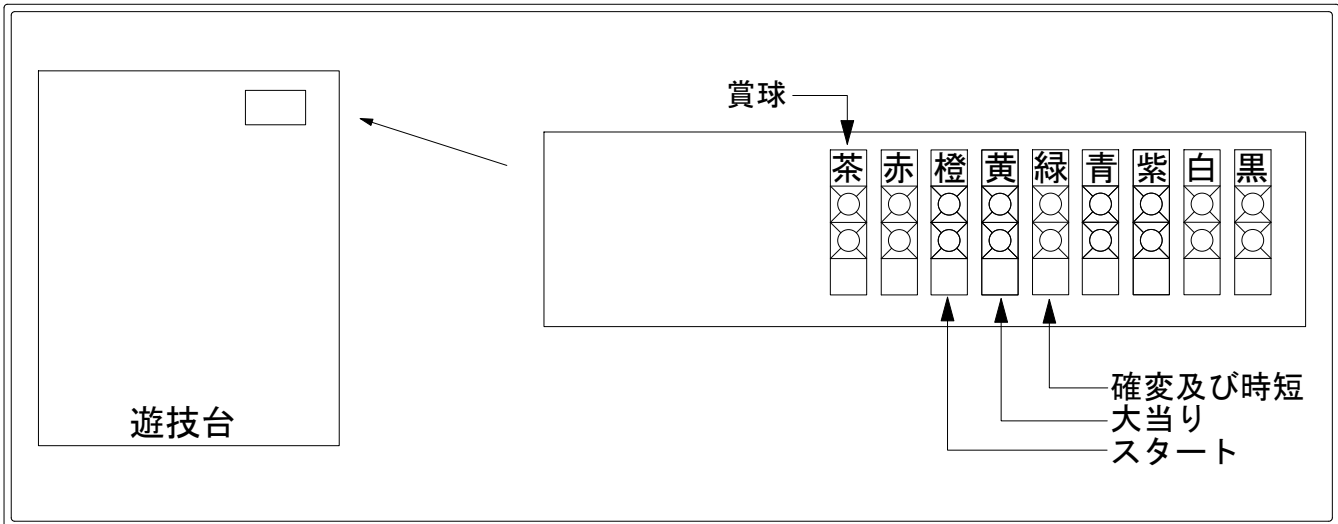 賞球
茶 赤 橙 黄 緑 青 紫 白 黒
確変及び時短
大当り
スタート
遊技台